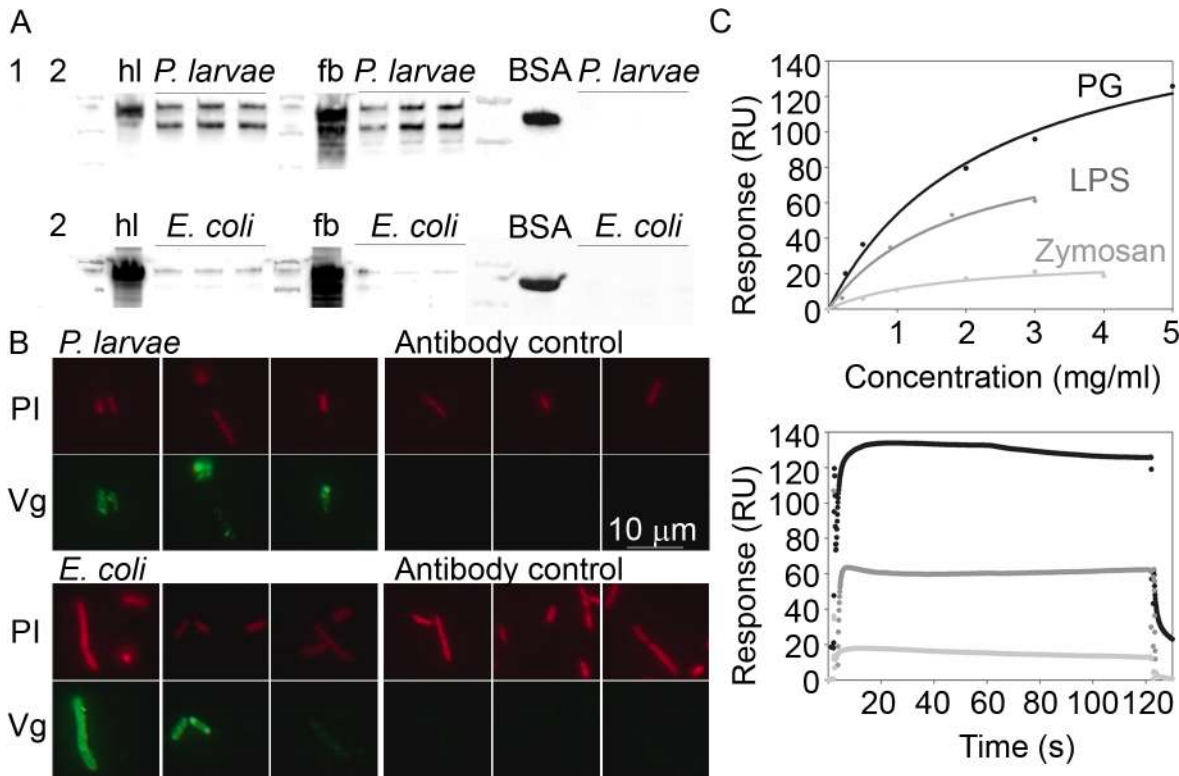 A
1 2 hl P. larvae fb P. larvae BSA P. larvae
2 hl E. coli fb E. coli BSA E. coli
B P. larvae Antibody control
PI
Vg
10 μm
E. coli Antibody control
PI
Vg
C
Response (RU)
140
120
100
80
60
40
20
0
PG
LPS
Zymosan
1 2 3 4 5
Concentration (mg/ml)
Response (RU)
140
120
100
80
60
40
20
0
20 40 60 80 100 120
Time (s)